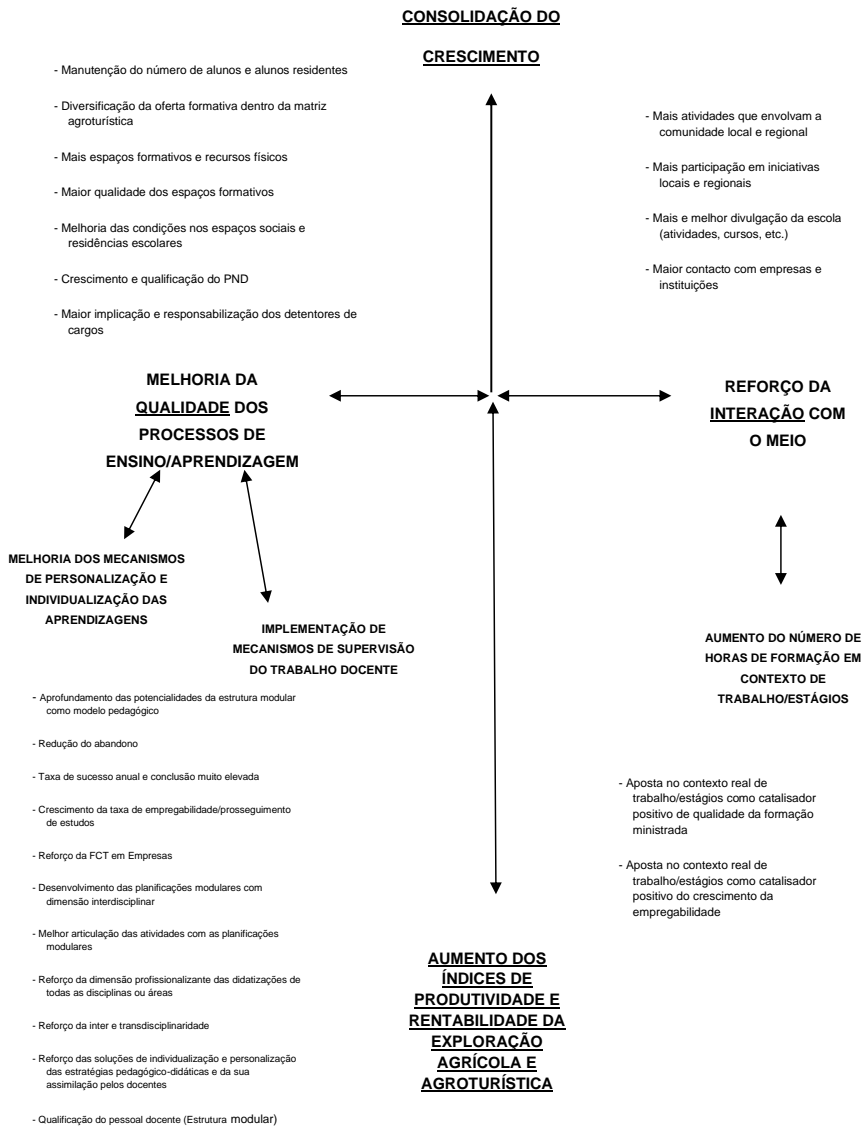 CONSOLIDAÇÃO DO
CRESCIMENTO
- Manutenção do número de alunos e alunos residentes
- Diversificação da oferta formativa dentro da matriz
agroturística
- Mais espaços formativos e recursos físicos
- Maior qualidade dos espaços formativos
- Melhoria das condições nos espaços sociais e
residências escolares
- Crescimento e qualificação do PND
- Maior implicação e responsabilização dos detentores de
cargos
- Mais atividades que envolvam a
comunidade local e regional
- Mais participação em iniciativas
locais e regionais
- Mais e melhor divulgação da escola
(atividades, cursos, etc.)
- Maior contacto com empresas e
instituições
MELHORIA DA
QUALIDADE DOS
PROCESSOS DE
ENSINO/APRENDIZAGEM
REFORÇO DA
INTERAÇÃO COM
O MEIO
MELHORIA DOS MECANISMOS
DE PERSONALIZAÇÃO E
INDIVIDUALIZAÇÃO DAS
APRENDIZAGENS
IMPLEMENTAÇÃO DE
MECANISMOS DE SUPERVISÃO
DO TRABALHO DOCENTE
AUMENTO DO NÚMERO DE
HORAS DE FORMAÇÃO EM
CONTEXTO DE
TRABALHO/ESTÁGIOS
- Aprofundamento das potencialidades da estrutura modular
como modelo pedagógico
- Redução do abandono
- Taxa de sucesso anual e conclusão muito elevada
- Crescimento da taxa de empregabilidade/prosseguimento
de estudos
- Reforço da FCT em Empresas
- Desenvolvimento das planificações modulares com
dimensão interdisciplinar
- Melhor articulação das atividades com as planificações
modulares
- Reforço da dimensão profissionalizante das didatizações de
todas as disciplinas ou áreas
- Reforço da inter e transdisciplinaridade
- Reforço das soluções de individualização e personalização
das estratégias pedagógico-didáticas e da sua
assimilação pelos docentes
- Qualificação do pessoal docente (Estrutura modular)
- Aposta no contexto real de
trabalho/estágios como catalisador
positivo de qualidade da formação
ministrada
- Aposta no contexto real de
trabalho/estágios como catalisador
positivo do crescimento da
empregabilidade
AUMENTO DOS
ÍNDICES DE
PRODUTIVIDADE E
RENTABILIDADE DA
EXPLORAÇÃO
AGRÍCOLA E
AGROTURÍSTICA